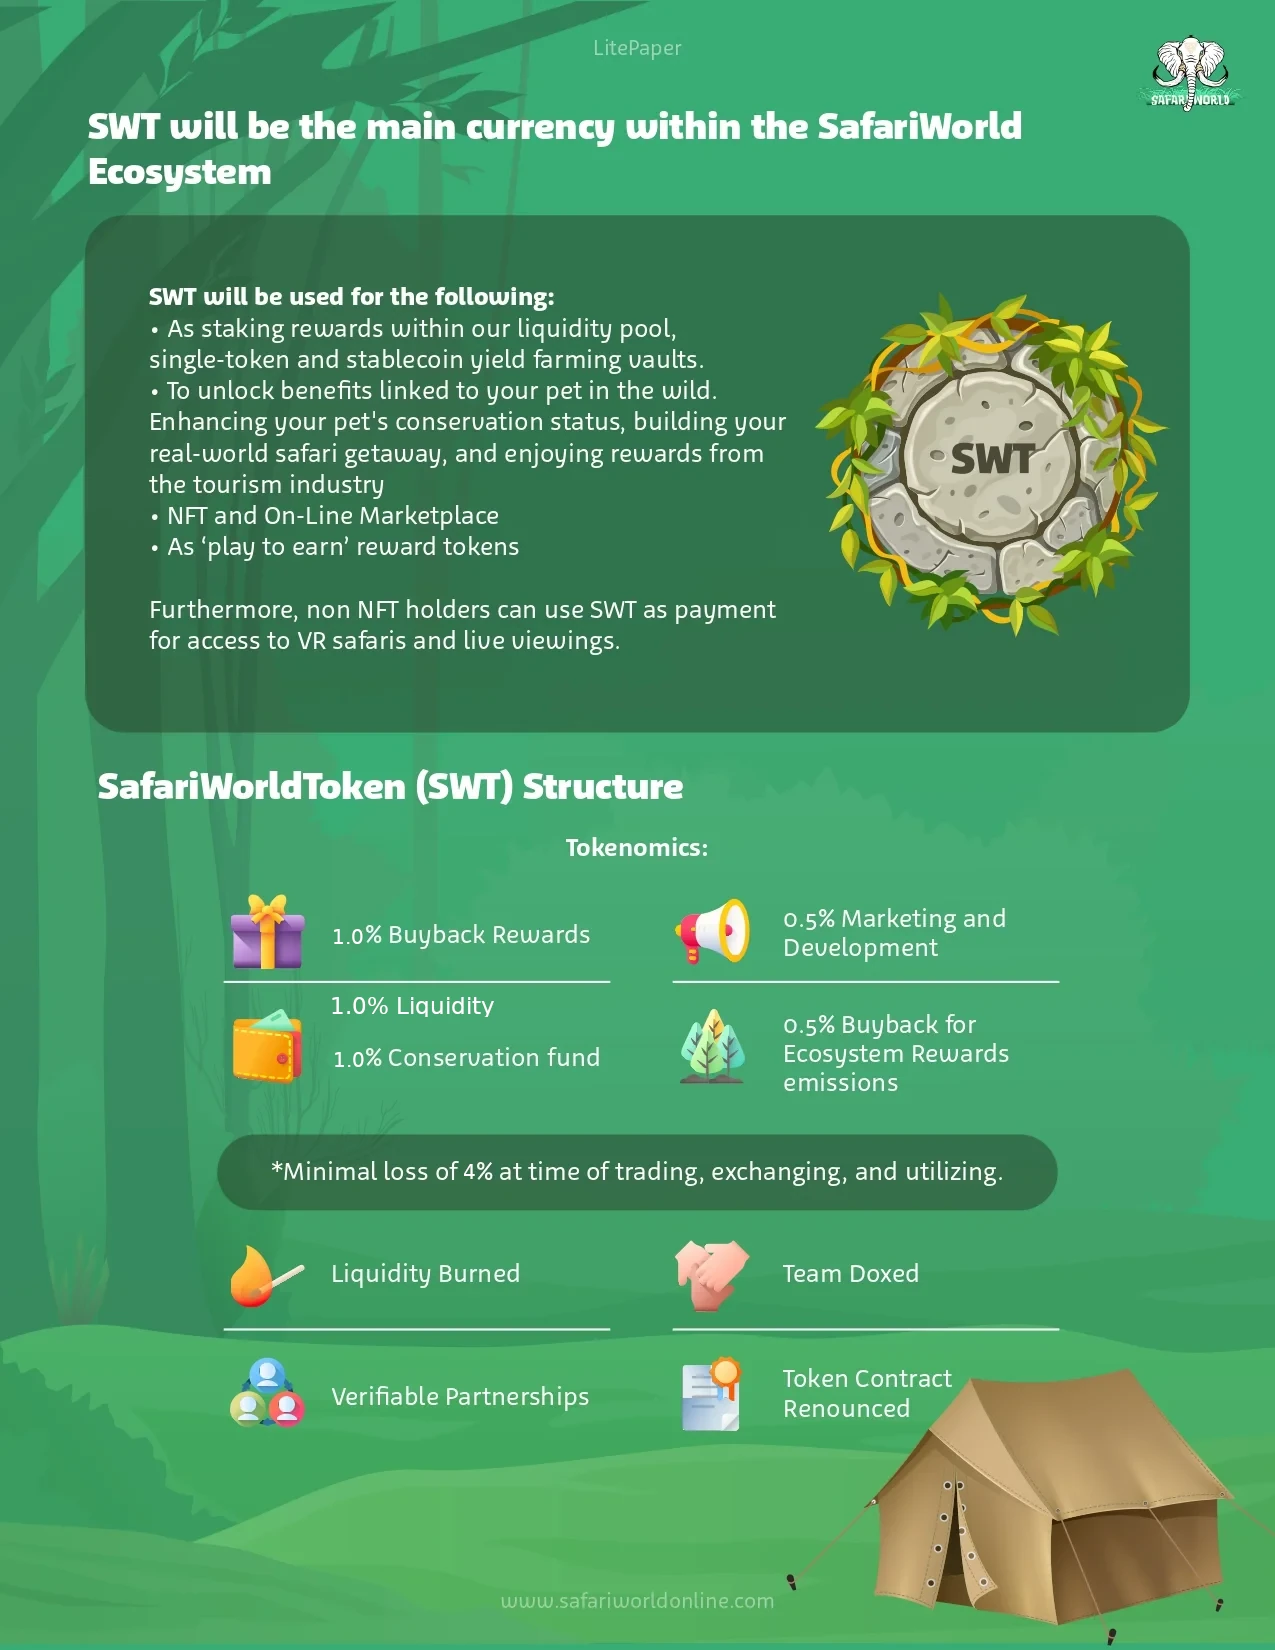 LitePaper
SAFARI WORLD
SWT will be the main currency within the SafariWorld
Ecosystem
SWT will be used for the following:
• As staking rewards within our liquidity pool,
single-token and stablecoin yield farming vaults.
• To unlock benefits linked to your pet in the wild.
Enhancing your pet's conservation status, building your
real-world safari getaway, and enjoying rewards from
the tourism industry
• NFT and On-Line Marketplace
• As ‘play to earn’ reward tokens
Furthermore, non NFT holders can use SWT as payment
for access to VR safaris and live viewings.
SWT
SafariWorldToken (SWT) Structure
Tokenomics:
1.0% Buyback Rewards
0.5% Marketing and
Development
1.0% Liquidity
1.0% Conservation fund
0.5% Buyback for
Ecosystem Rewards
emissions
*Minimal loss of 4% at time of trading, exchanging, and utilizing.
Liquidity Burned
Team Doxed
Verifiable Partnerships
Token Contract
Renounced
www.safariworldonline.com